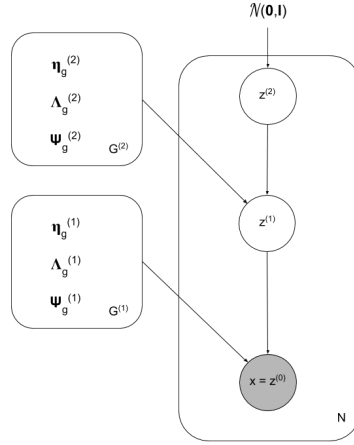 𝒩(0,I)
η_g^(2)
Λ_g^(2)
Ψ_g^(2)
G^(2)
z^(2)
η_g^(1)
Λ_g^(1)
Ψ_g^(1)
G^(1)
z^(1)
x = z^(0)
N